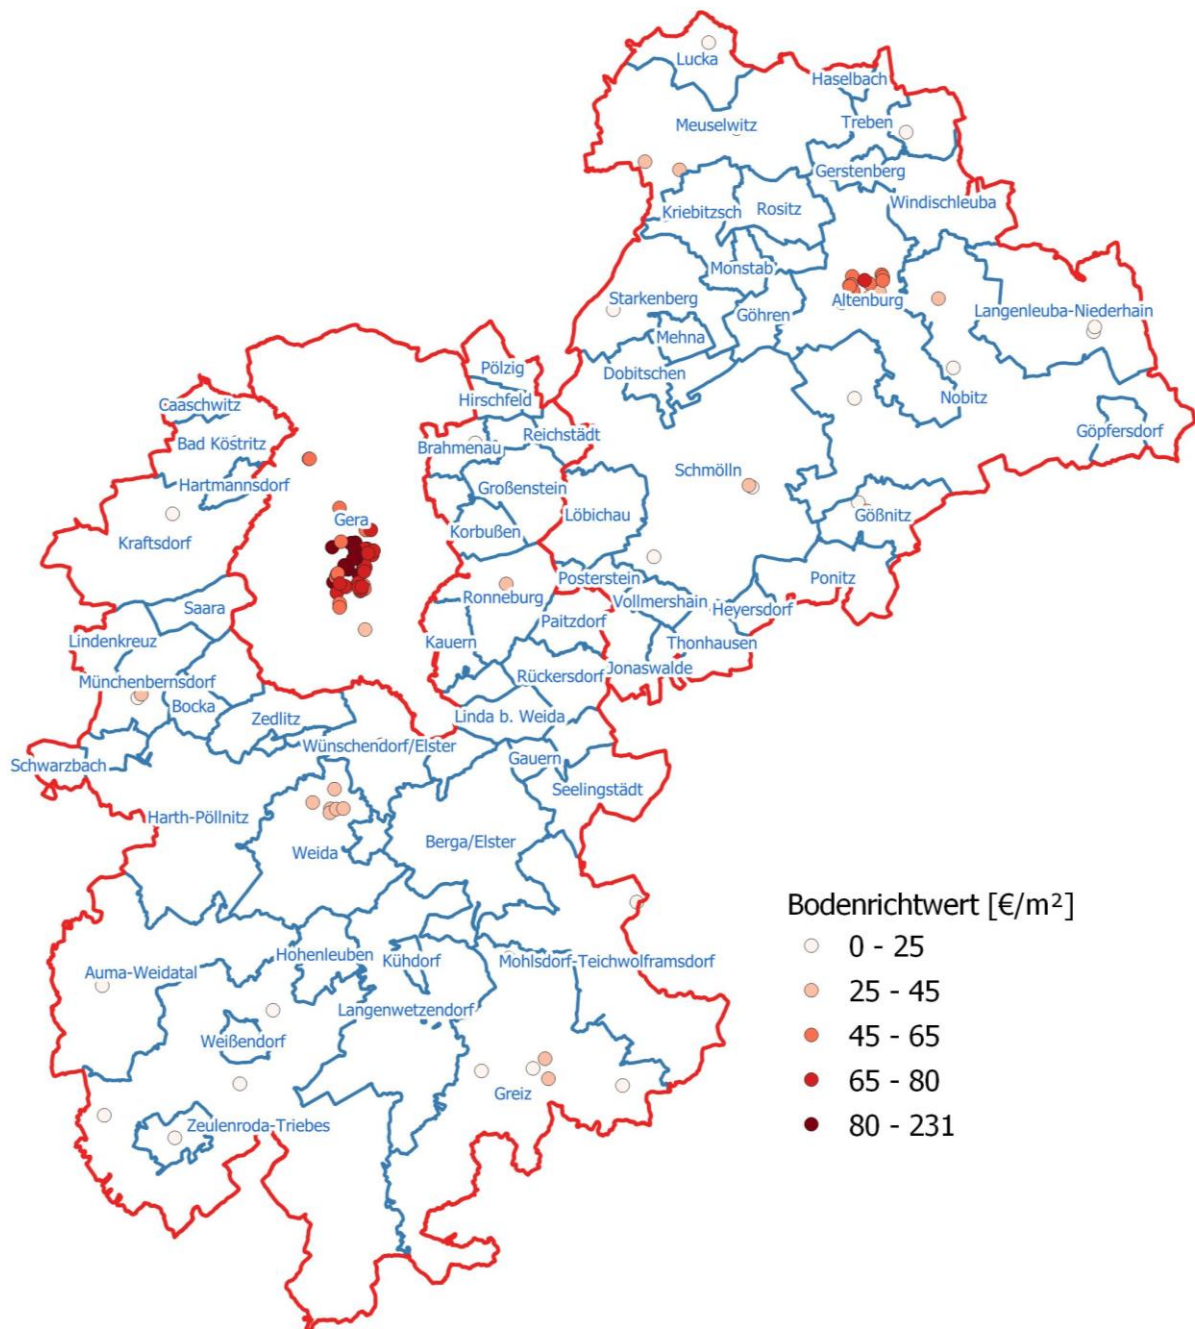 Lucka
Haselbach
Meuselwitz
Treben
Gerstenberg
Windischleuba
Kriebitzsch
Rositz
Monstab
Starkenberg
Altenburg
Langenleuba-Niederhain
Göhren
Mehna
Pölzig
Dobitschen
Hirschfeld
Nobitz
Caaschwitz
Göpfersdorf
Reichstädt
Bad Köstritz
Brahmenau
Schmölln
Hartmannsdorf
Großenstein
Gera
Löbichau
Gößnitz
Korbußen
Kraftsdorf
Posterstein
Ponitz
Ronneburg
Vollmershain
Saara
Heyersdorf
Paitzdorf
Lindenkreuz
Kauern
Thonhausen
Jonaswalde
Rückersdorf
Münchenbernsdorf
Bocka
Zedlitz
Linda b. Weida
Wünschendorf/Elster
Gauern
Schwarzbach
Seelingstädt
Harth-Pöllnitz
Berga/Elster
Weida
Bodenrichtwert [€/m²]
0 - 25
25 - 45
45 - 65
65 - 80
80 - 231
Hohenleuben
Kühdorf
Mohlsdorf-Teichwolframsdorf
Auma-Weidatal
Langenwetzendorf
Weißendorf
Greiz
Zeulenroda-Triebes